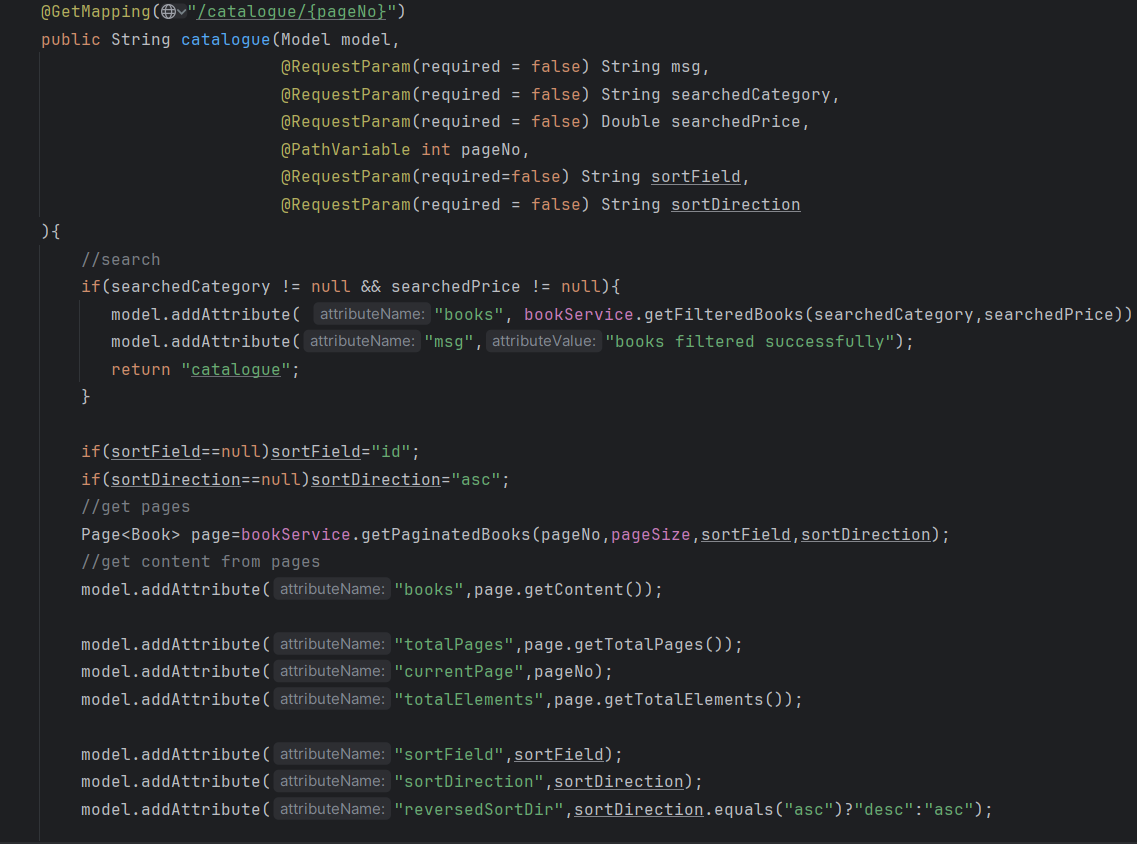 @GetMapping("/catalogue/{pageNo}")
public String catalogue(Model model,
@RequestParam(required = false) String msg,
@RequestParam(required = false) String searchedCategory,
@RequestParam(required = false) Double searchedPrice,
@PathVariable int pageNo,
@RequestParam(required=false) String sortField,
@RequestParam(required = false) String sortDirection
){
//search
if(searchedCategory != null && searchedPrice != null){
model.addAttribute( attributeName: "books", bookService.getFilteredBooks(searchedCategory,searchedPrice))
model.addAttribute( attributeName: "msg", attributeValue: "books filtered successfully");
return "catalogue";
}
if(sortField==null)sortField="id";
if(sortDirection==null)sortDirection="asc";
//get pages
Page<Book> page=bookService.getPaginatedBooks(pageNo,pageSize,sortField,sortDirection);
//get content from pages
model.addAttribute( attributeName: "books",page.getContent());
model.addAttribute( attributeName: "totalPages",page.getTotalPages());
model.addAttribute( attributeName: "currentPage",pageNo);
model.addAttribute( attributeName: "totalElements",page.getTotalElements());
model.addAttribute( attributeName: "sortField",sortField);
model.addAttribute( attributeName: "sortDirection",sortDirection);
model.addAttribute( attributeName: "reversedSortDir",sortDirection.equals("asc")?"desc":"asc");